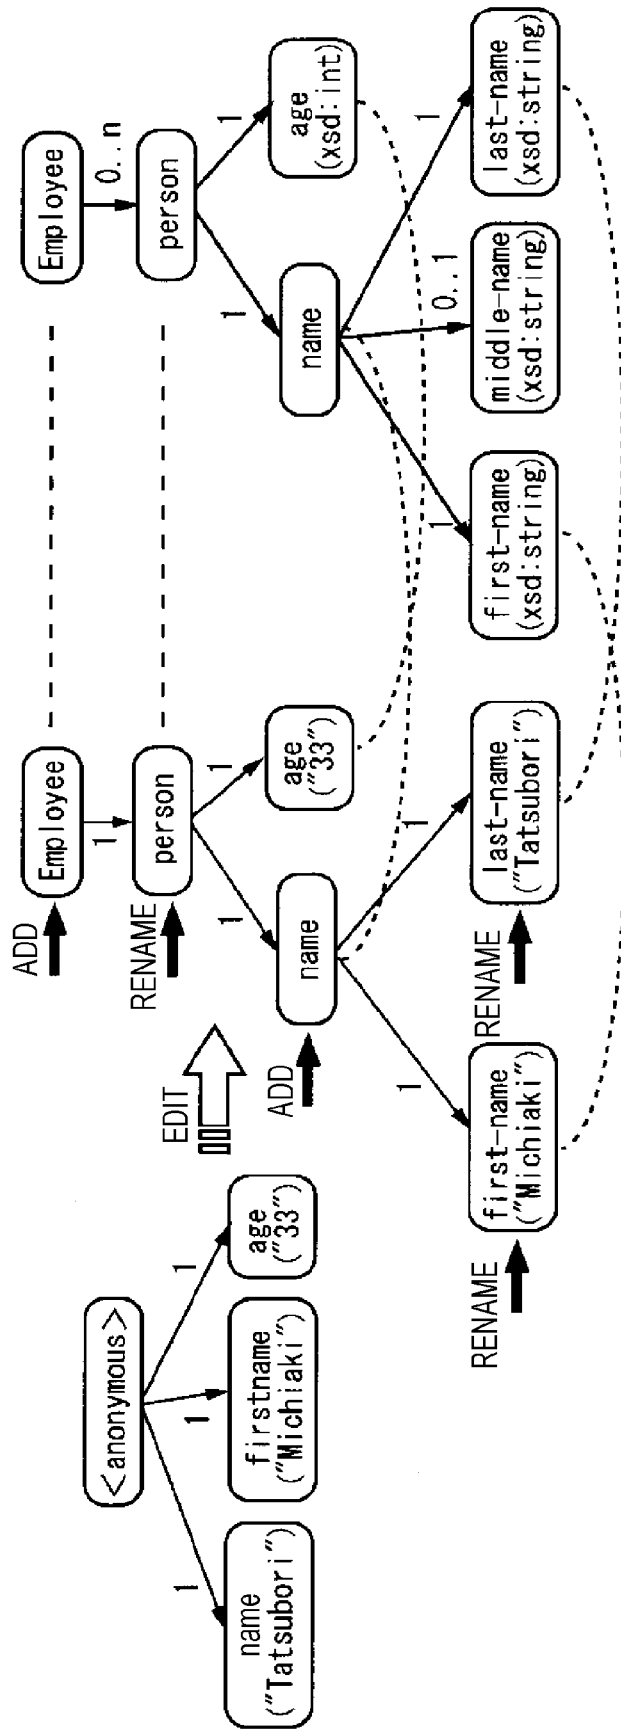 <anonymous>
1
1
1
name
("Tatsubori")
firstname
("Michiaki")
age
("33")
EDIT
ADD
Employee
1
RENAME
person
1
1
ADD
name
age
("33")
1
1
RENAME
first-name
("Michiaki")
RENAME
last-name
("Tatsubori")
Employee
0..n
person
1
1
name
age
(xsd:int)
1
0..1
1
first-name
(xsd:string)
middle-name
(xsd:string)
last-name
(xsd:string)